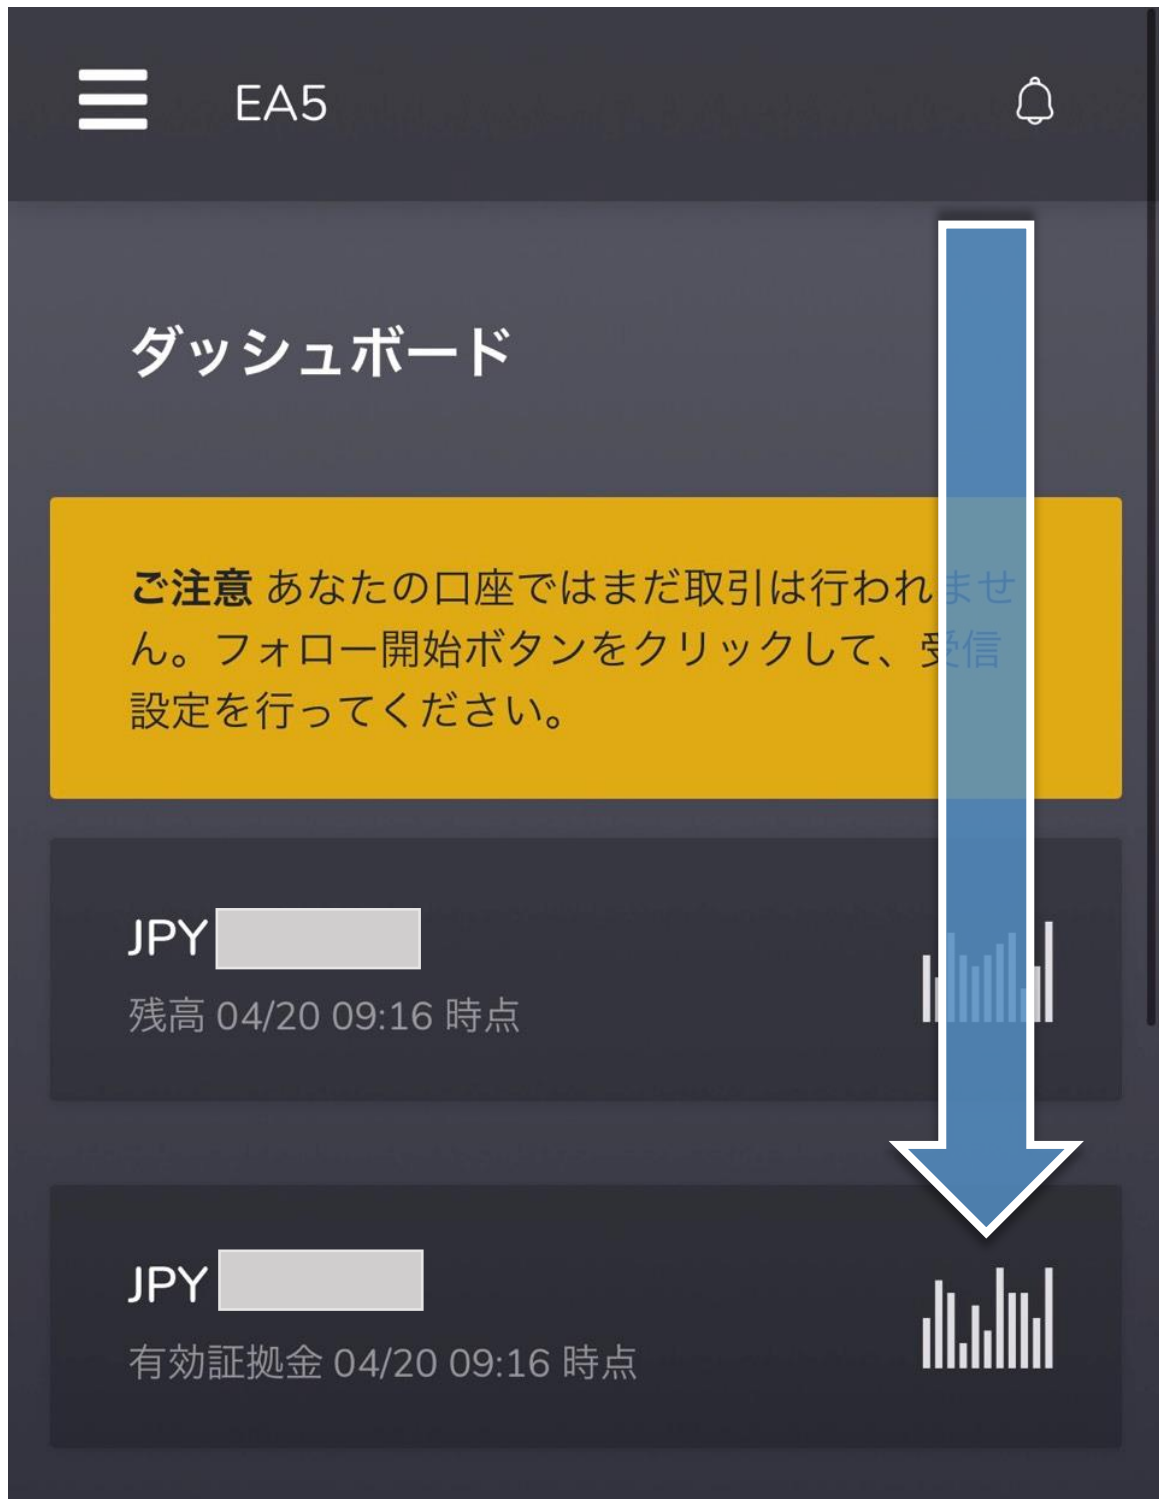 EA5
ダッシュボード
ご注意 あなたの口座ではまだ取引は行われませ
ん。フォロー開始ボタンをクリックして、受信
設定を行ってください。
JPY
残高 04/20 09:16 時点
JPY
有効証拠金 04/20 09:16 時点